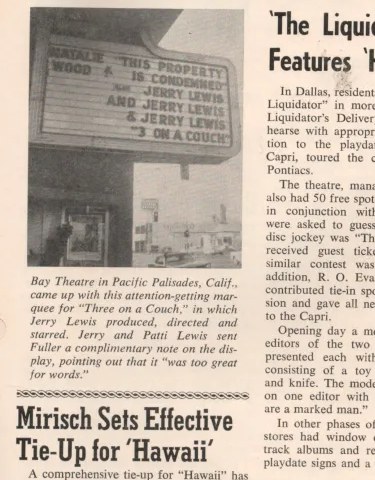 NATALIE "THIS PROPERTY
WOOD & IS CONDEMNED"
JERRY LEWIS
AND JERRY LEWIS
& JERRY LEWIS
"3 ON A COUCH"
Bay Theatre in Pacific Palisades, Calif.,
came up with this attention-getting mar-
quee for "Three on a Couch," in which
Jerry Lewis produced, directed and
starred. Jerry and Patti Lewis sent
Fuller a complimentary note on the dis-
play, pointing out that it "was too great
for words."
Mirisch Sets Effective
Tie-Up for 'Hawaii'
A comprehensive tie-up for "Hawaii" has
'The Liquid
Features 'H
In Dallas, resident
Liquidator" in more
Liquidator's Deliver
hearse with appropr
tion to the playda
Capri, toured the c
Pontiacs.
The theatre, mana
also had 50 free spot
in conjunction with
were asked to guess
disc jockey was "Th
received guest ticke
similar contest was
addition, R. O. Eva
contributed tie-in spo
sion and gave all ne
to the Capri.
Opening day a me
editors of the two
presented each with
consisting of a toy
and knife. The mode
on one editor with
are a marked man."
In other phases of
stores had window d
track albums and re
playdate signs and a